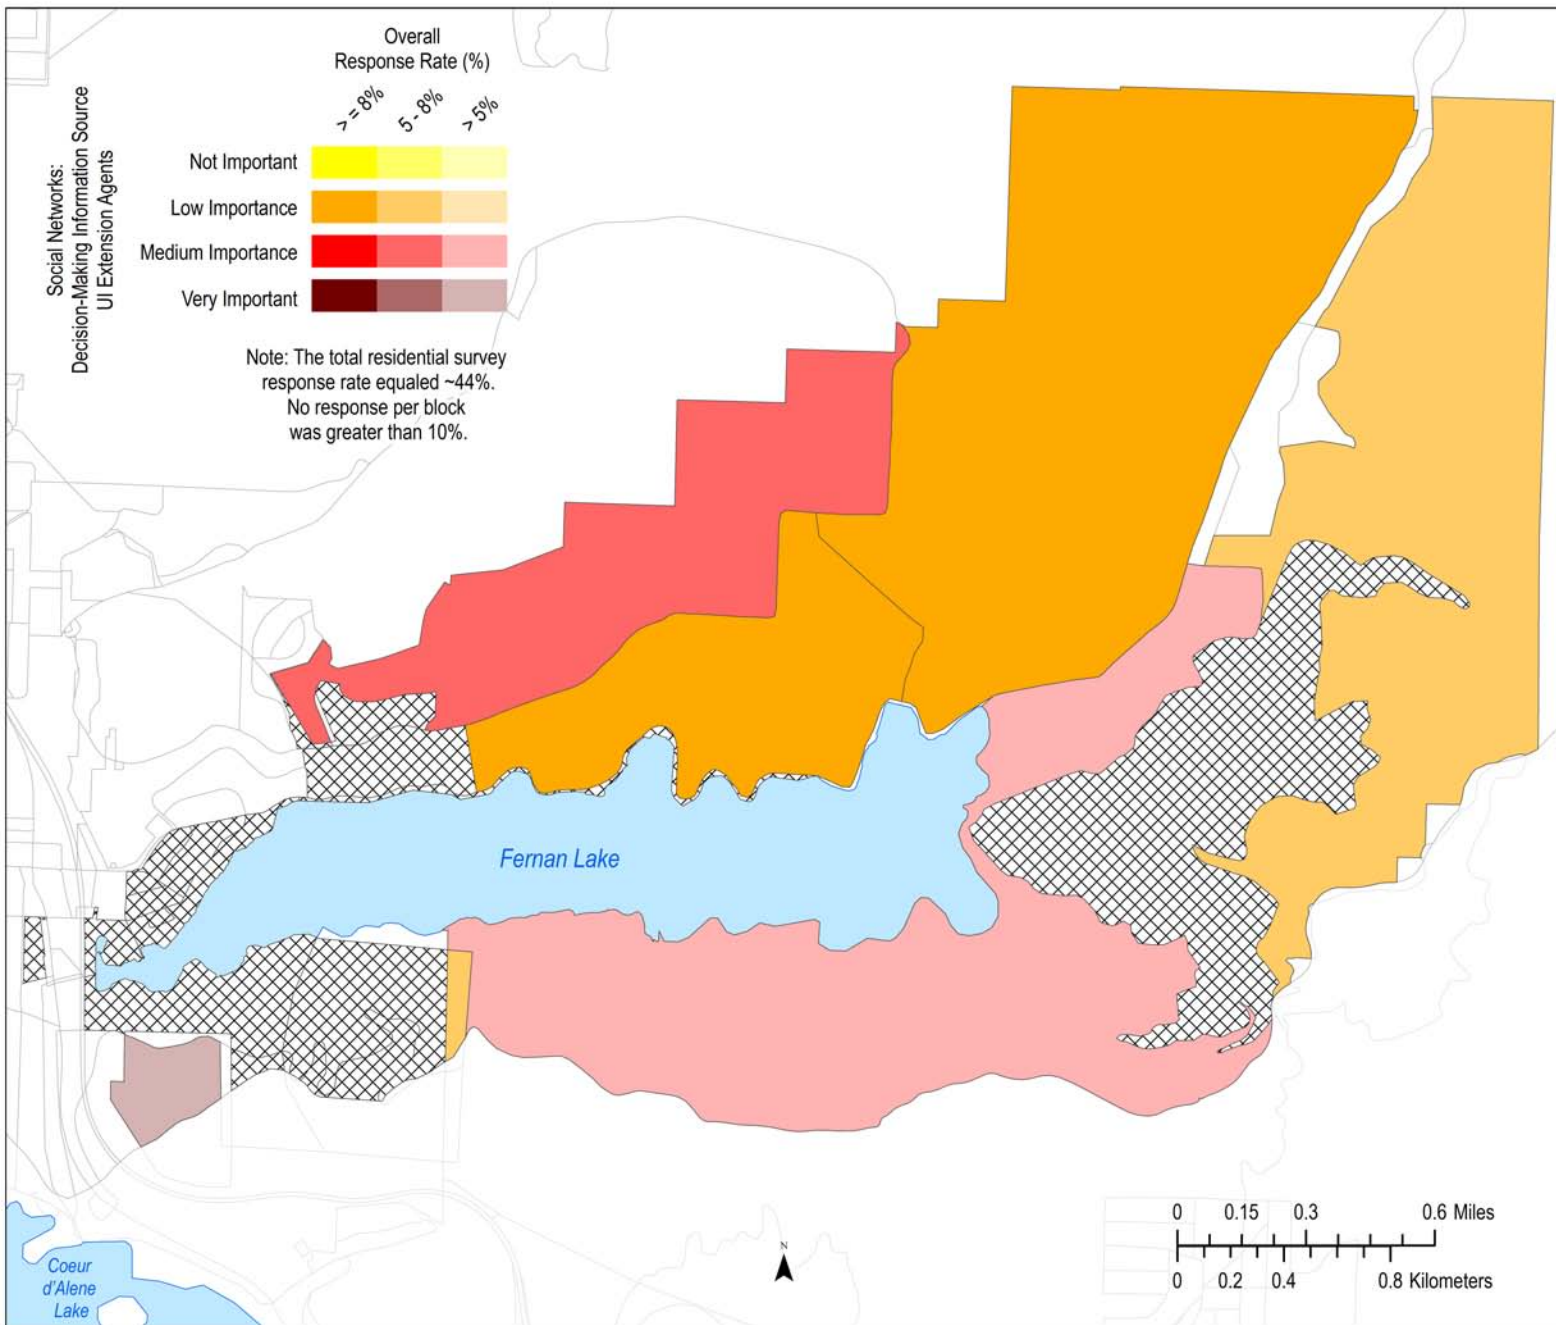 Overall
Response Rate (%)
> = 8%
5 - 8%
> 5%
Social Networks:
Decision-Making Information Source
UI Extension Agents
Not Important
Low Importance
Medium Importance
Very Important
Note: The total residential survey
response rate equaled ~44%.
No response per block
was greater than 10%.
Fernan Lake
Coeur
d'Alene
Lake
N
0 0.15 0.3 0.6 Miles
0 0.2 0.4 0.8 Kilometers